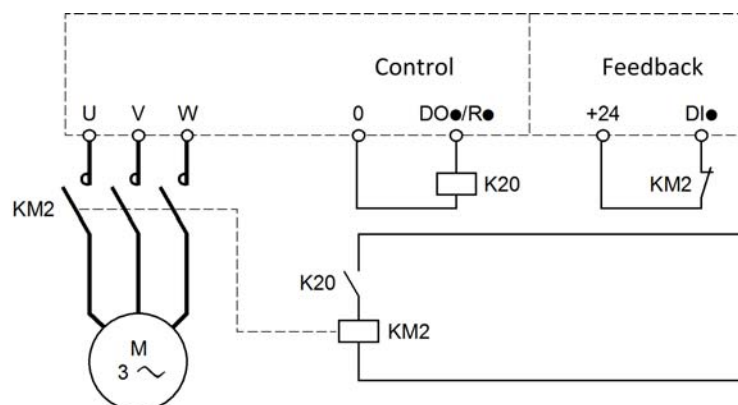 Control Feedback
U V W 0 DO●/R● +24 DI●
K20 KM2
KM2
K20
KM2
M
3